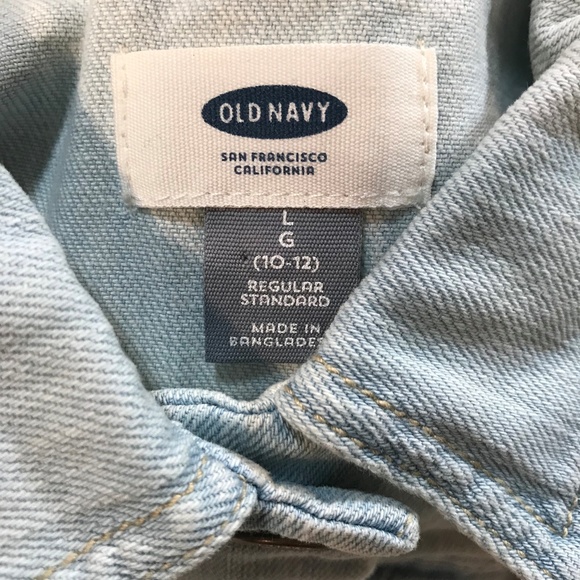 OLD NAVY
SAN FRANCISCO
CALIFORNIA
L
G
(10-12)
REGULAR
STANDARD
MADE IN
BANGLADES